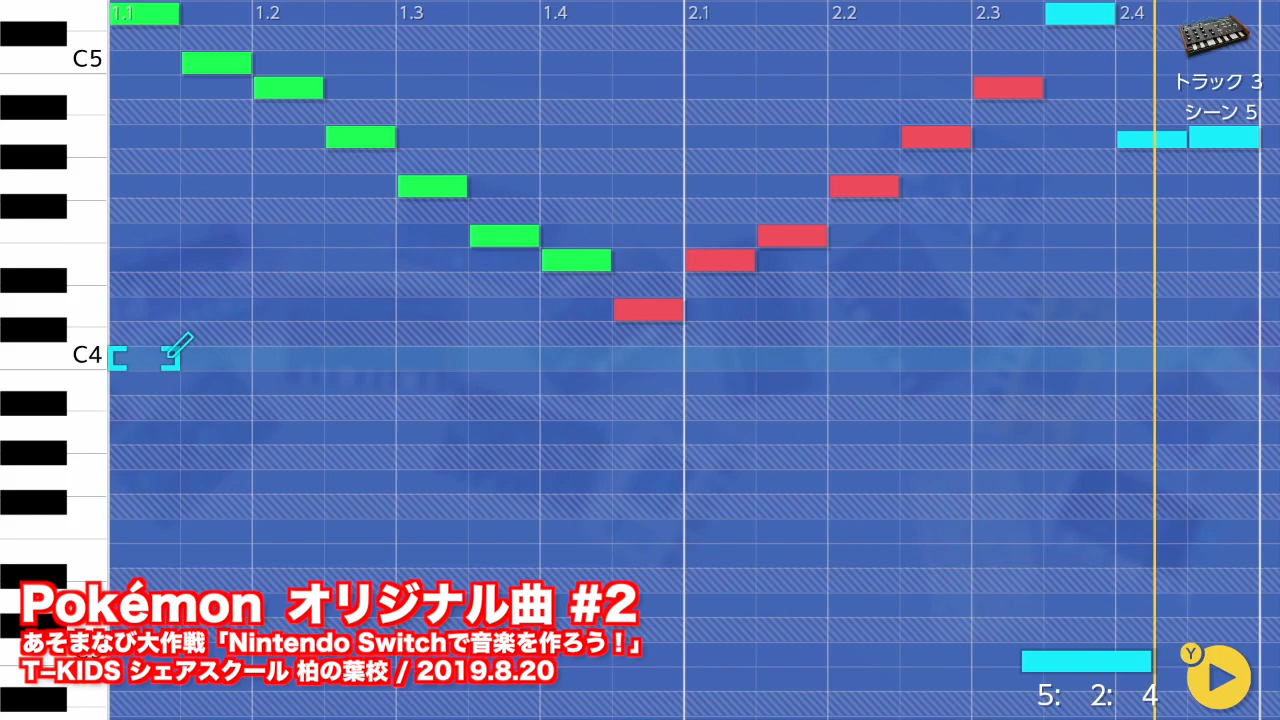 1.1 1.2 1.3 1.4 2.1 2.2 2.3 2.4
C5
トラック 3
シーン 5
C4
Pokémon オリジナル曲 #2
あそまなび大作戦「Nintendo Switchで音楽を作ろう!」
T-KIDS シェアスクール 柏の葉校 / 2019.8.20
Y
5: 2: 4